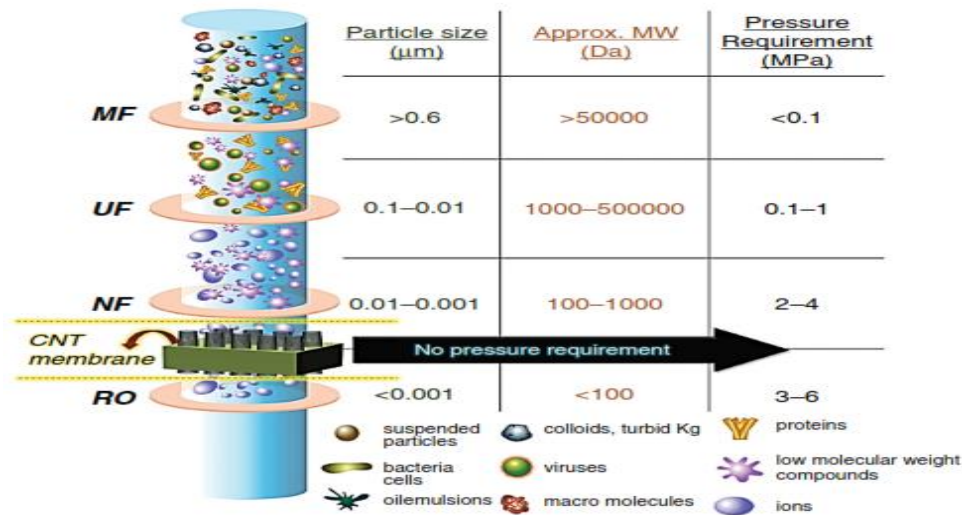 Particle size
(μm)
Approx. MW
(Da)
Pressure
Requirement
(MPa)
MF
>0.6
>50000
<0.1
UF
0.1–0.01
1000–500000
0.1–1
NF
0.01–0.001
100–1000
2–4
CNT
membrane
No pressure requirement
RO
<0.001
<100
3–6
suspended
particles
colloids, turbid Kg
proteins
bacteria
cells
viruses
low molecular weight
compounds
oilemulsions
macro molecules
ions